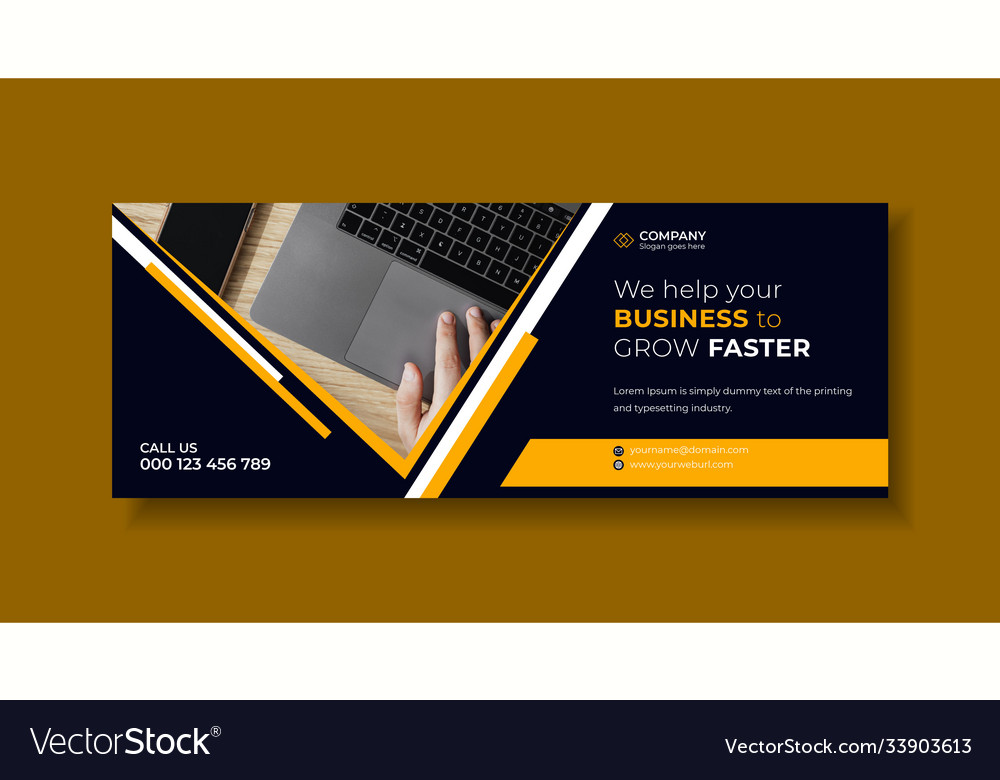 COMPANY
Slogan goes here
We help your
BUSINESS to
GROW FASTER
Lorem Ipsum is simply dummy text of the printing
and typesetting industry.
yourname@domain.com
www.yourweburl.com
CALL US
000 123 456 789
VectorStock®
VectorStock.com/33903613